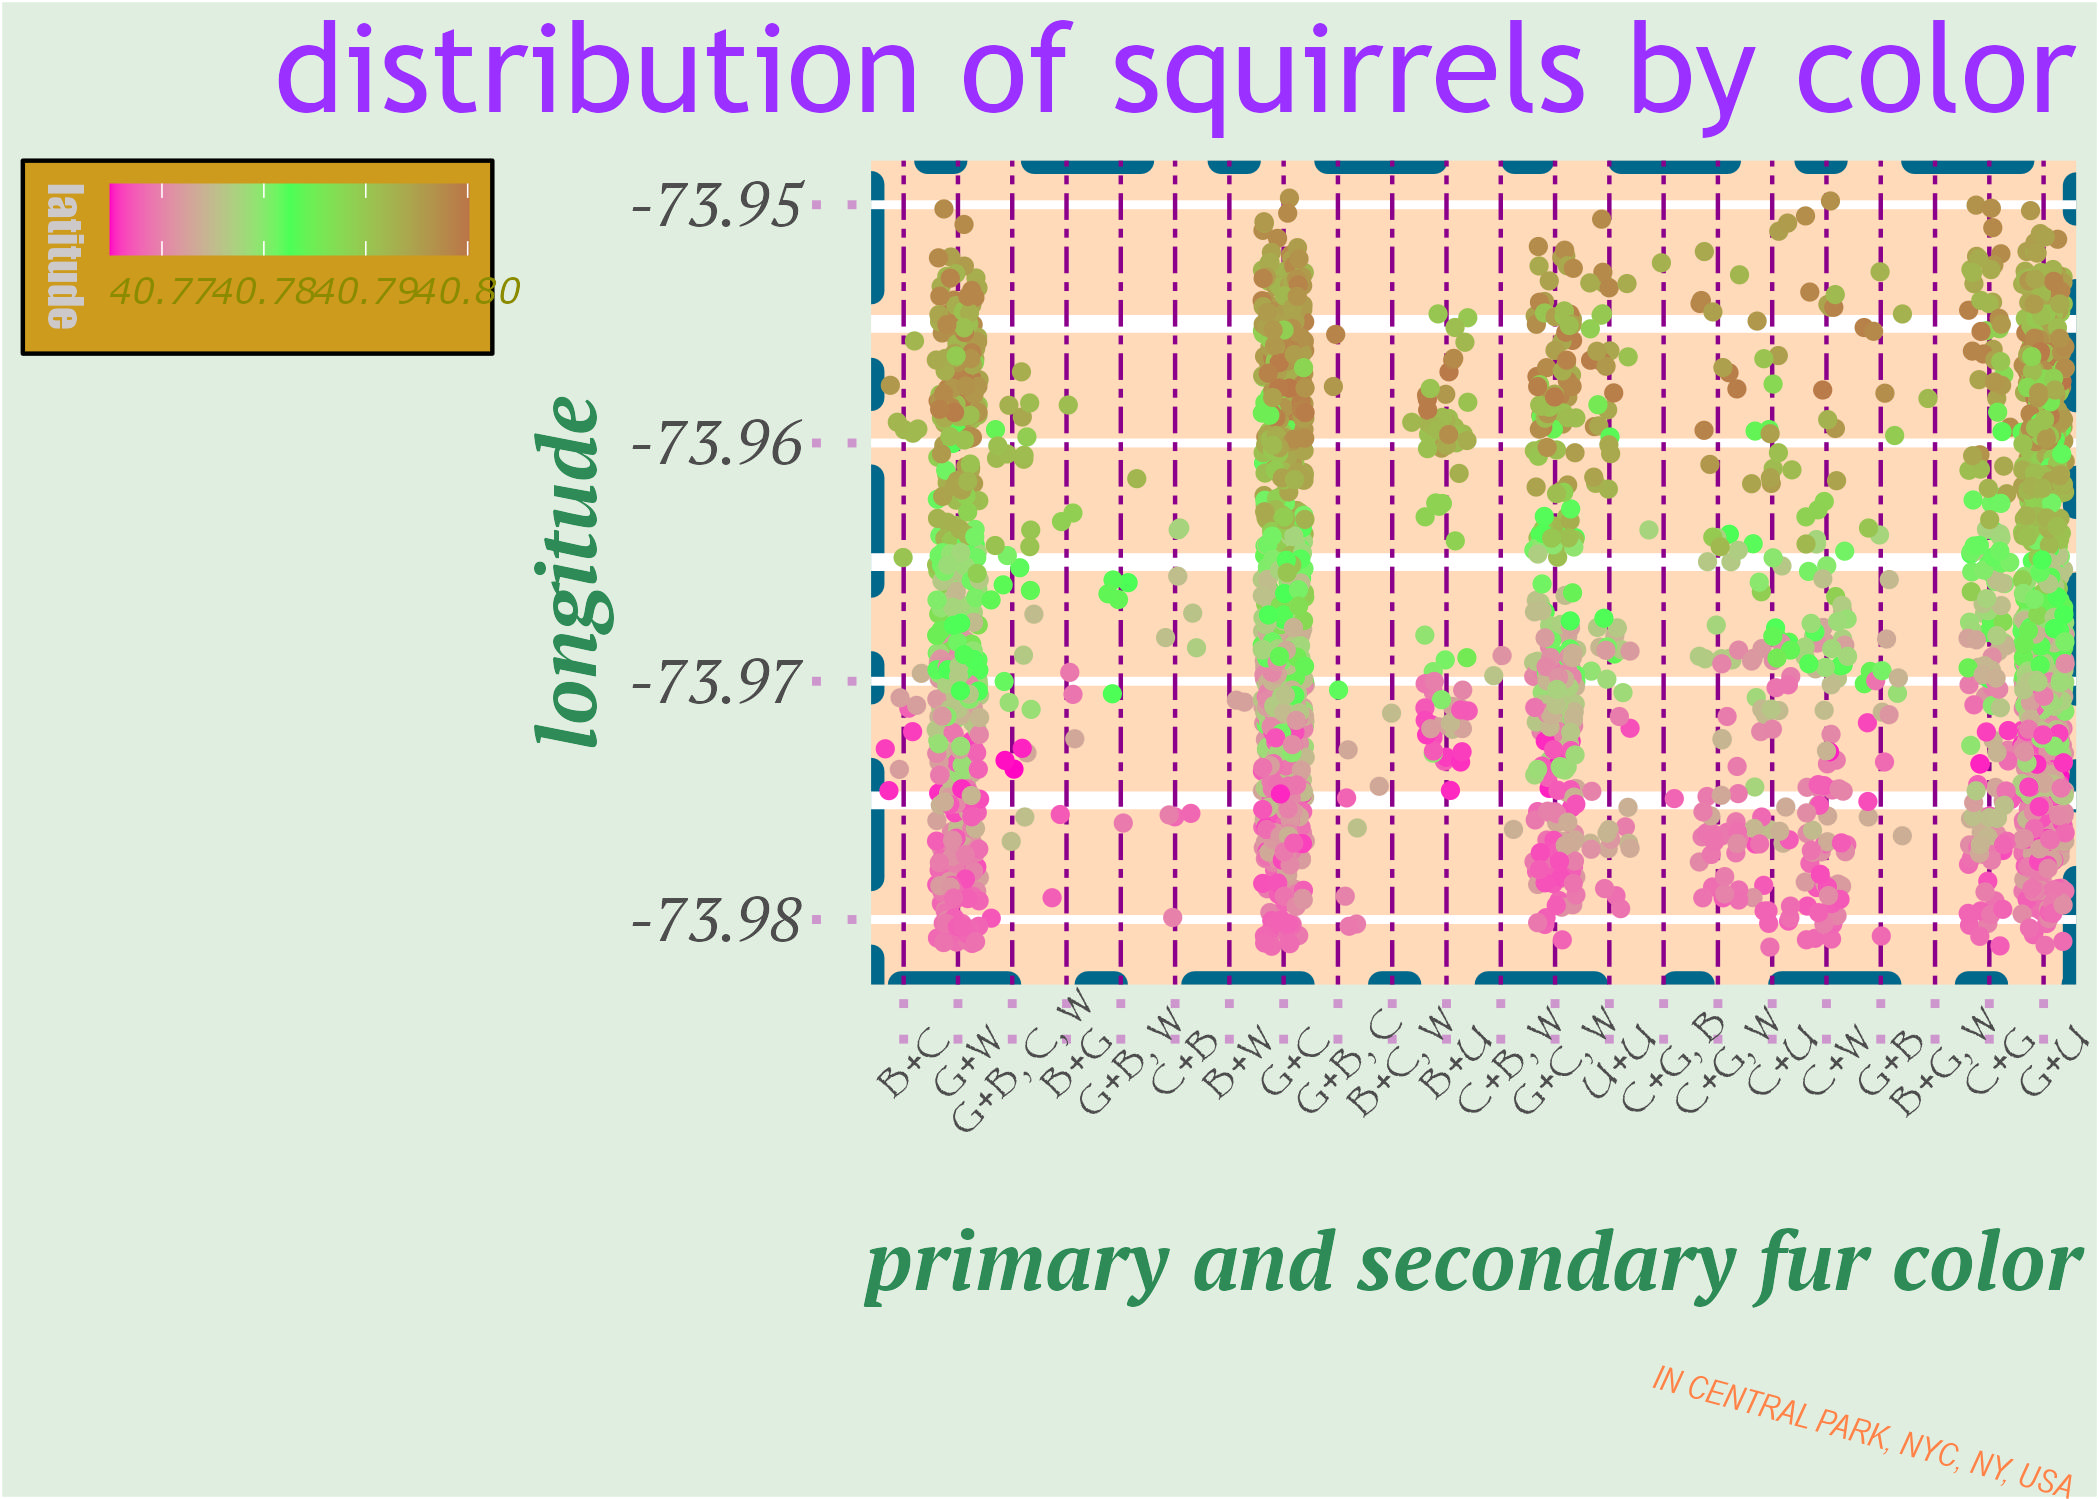 distribution of squirrels by color
latitude
40.77 40.78 40.79 40.80
longitude
-73.95
-73.96
-73.97
-73.98
B+C
G+W
G+B, C, W
B+G
G+B, W
C+B
B+W
G+C
G+B, C
B+C, W
B+U
C+B, W
G+C, W
U+U
C+G, B
C+G, W
C+U
C+W
G+B
B+G, W
C+G
G+U
primary and secondary fur color
IN CENTRAL PARK, NYC, NY, USA